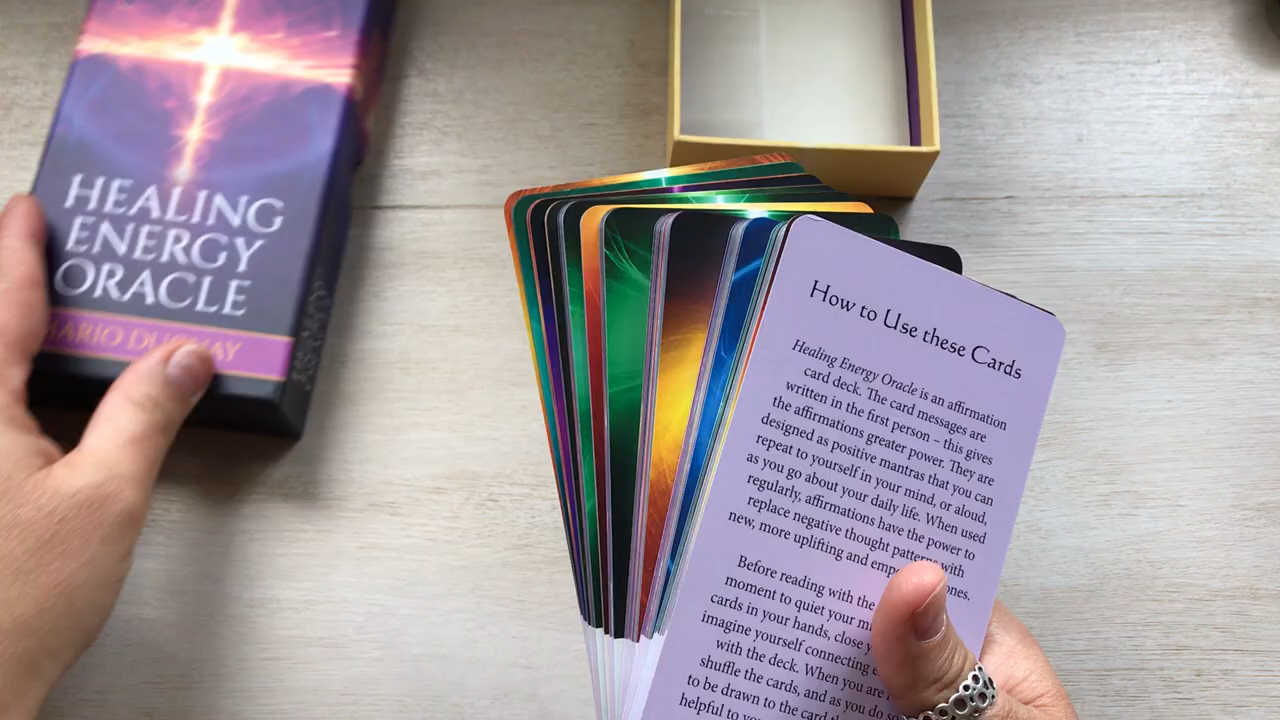 HEALING
ENERGY
ORACLE
MARIO DUGUAY
How to Use these Cards
Healing Energy Oracle is an affirmation
card deck. The card messages are
written in the first person – this gives
the affirmations greater power. They are
designed as positive mantras that you can
repeat to yourself in your mind, or aloud,
as you go about your daily life. When used
regularly, affirmations have the power to
replace negative thought patterns with
new, more uplifting and ones.
Before reading with the
moment to quiet your
cards in your hands, close
imagine yourself connecting
with the deck. When you are
shuffle the cards, and as you do so
to be drawn to the card
helpful to